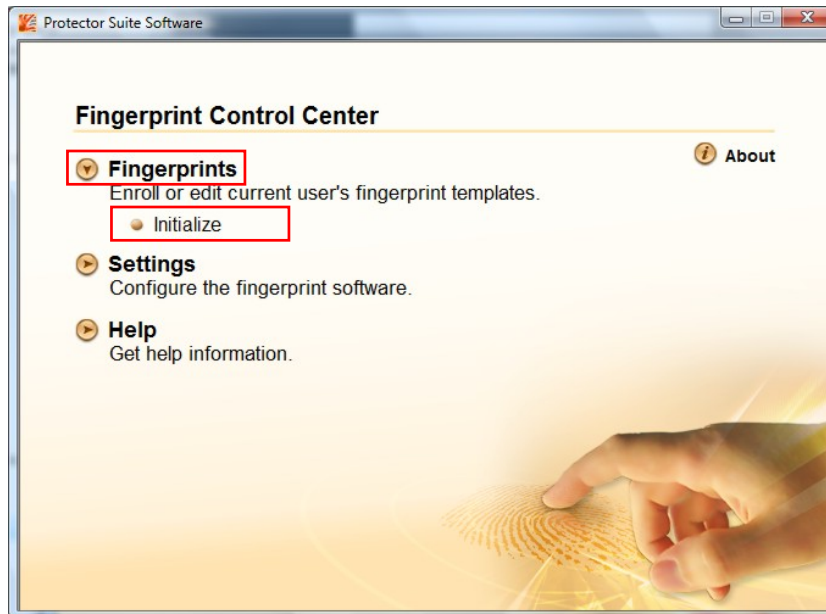 Protector Suite Software
Fingerprint Control Center
About
Fingerprints
Enroll or edit current user's fingerprint templates.
Initialize
Settings
Configure the fingerprint software.
Help
Get help information.